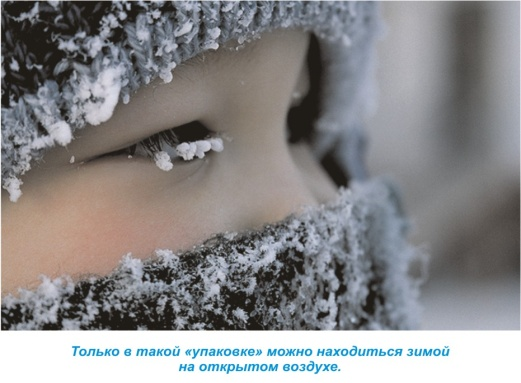 Только в такой «упаковке» можно находиться зимой
на открытом воздухе.